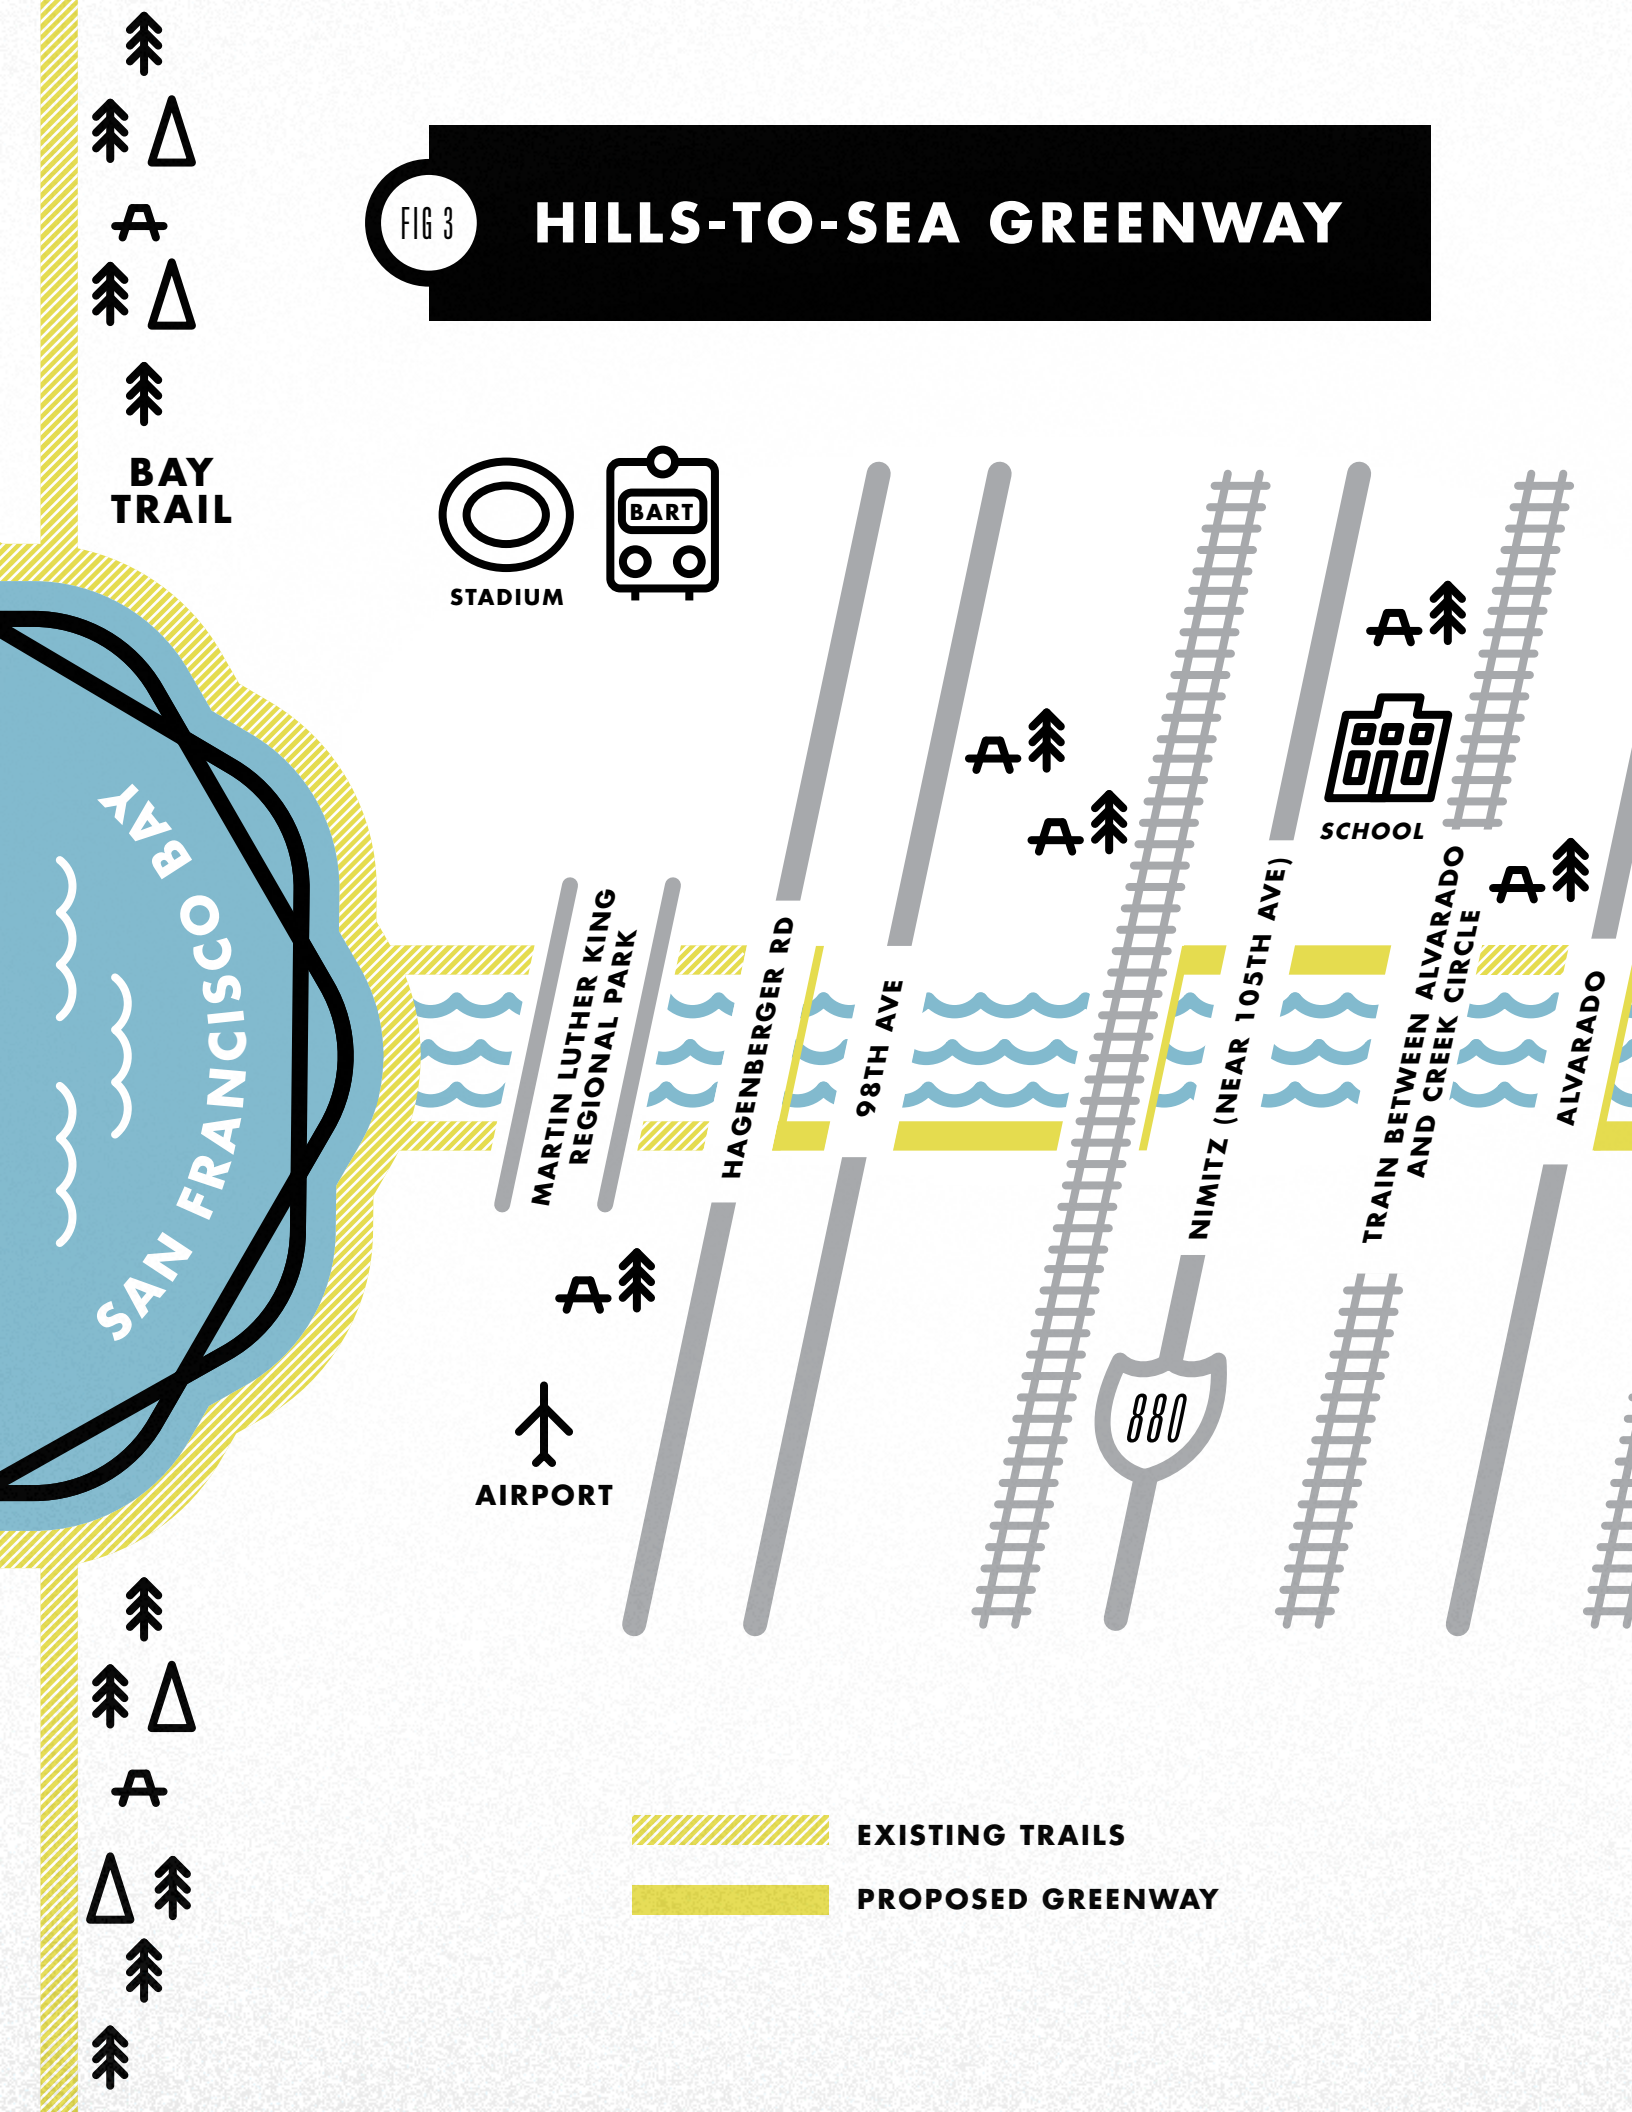 FIG 3
HILLS-TO-SEA GREENWAY
BAY
TRAIL
STADIUM
BART
SCHOOL
SAN FRANCISCO BAY
MARTIN LUTHER KING
REGIONAL PARK
HAGENBERGER RD
98TH AVE
NIMITZ (NEAR 105TH AVE)
TRAIN BETWEEN ALVARADO
AND CREEK CIRCLE
ALVARADO
880
AIRPORT
EXISTING TRAILS
PROPOSED GREENWAY